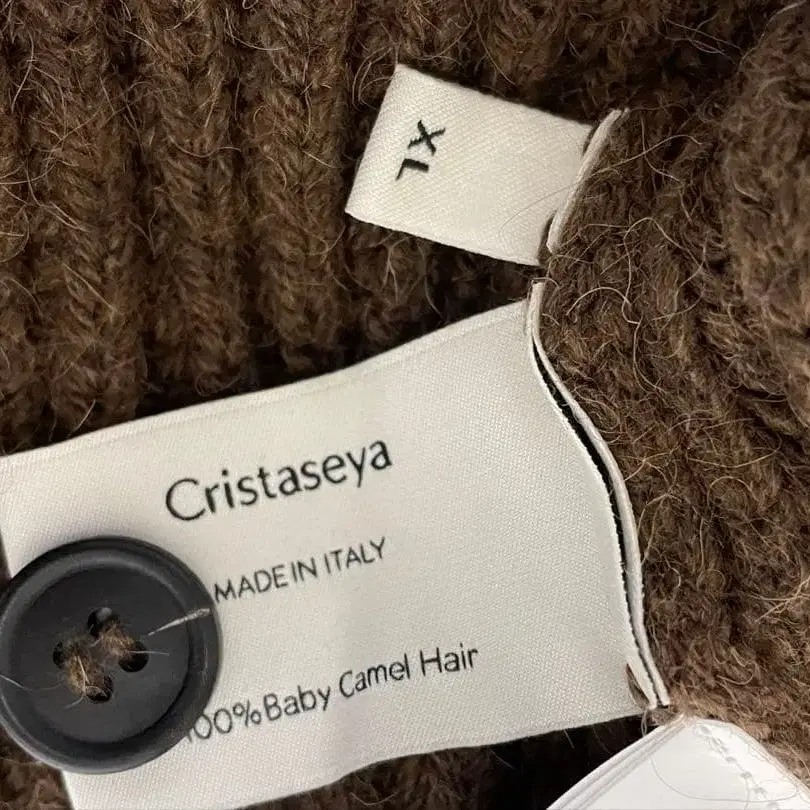 XL
Cristaseya
MADE IN ITALY
100% Baby Camel Hair